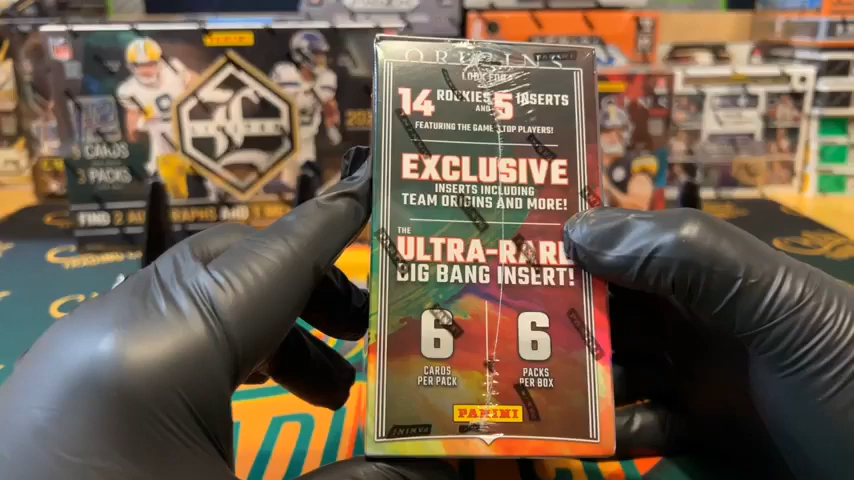 ORIGINS
LOOK FOR
14 ROOKIES AND 5 INSERTS
FEATURING THE GAME'S TOP PLAYERS!
EXCLUSIVE
INSERTS INCLUDING
TEAM ORIGINS AND MORE!
THE
ULTRA-RARE
BIG BANG INSERT!
6 CARDS PER PACK
6 PACKS PER BOX
PANINI
PANINI
5 CARDS
3 PACKS
FIND 2 AUTOGRAPHS AND